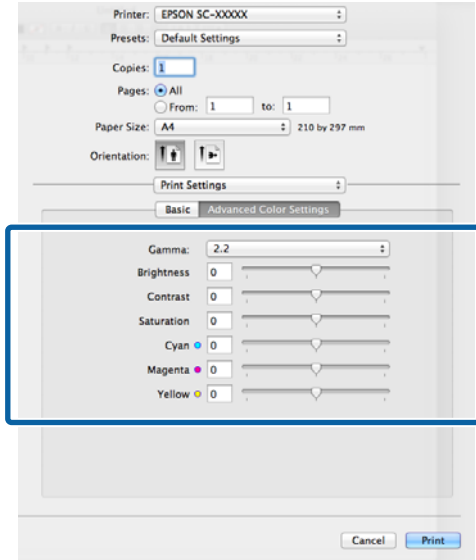 Printer: EPSON SC-XXXXX
Presets: Default Settings
Copies: 1
Pages: All
From: 1 to: 1
Paper Size: A4 210 by 297 mm
Orientation:
Print Settings
Basic Advanced Color Settings
Gamma: 2.2
Brightness 0
Contrast 0
Saturation 0
Cyan 0
Magenta 0
Yellow 0
Cancel Print